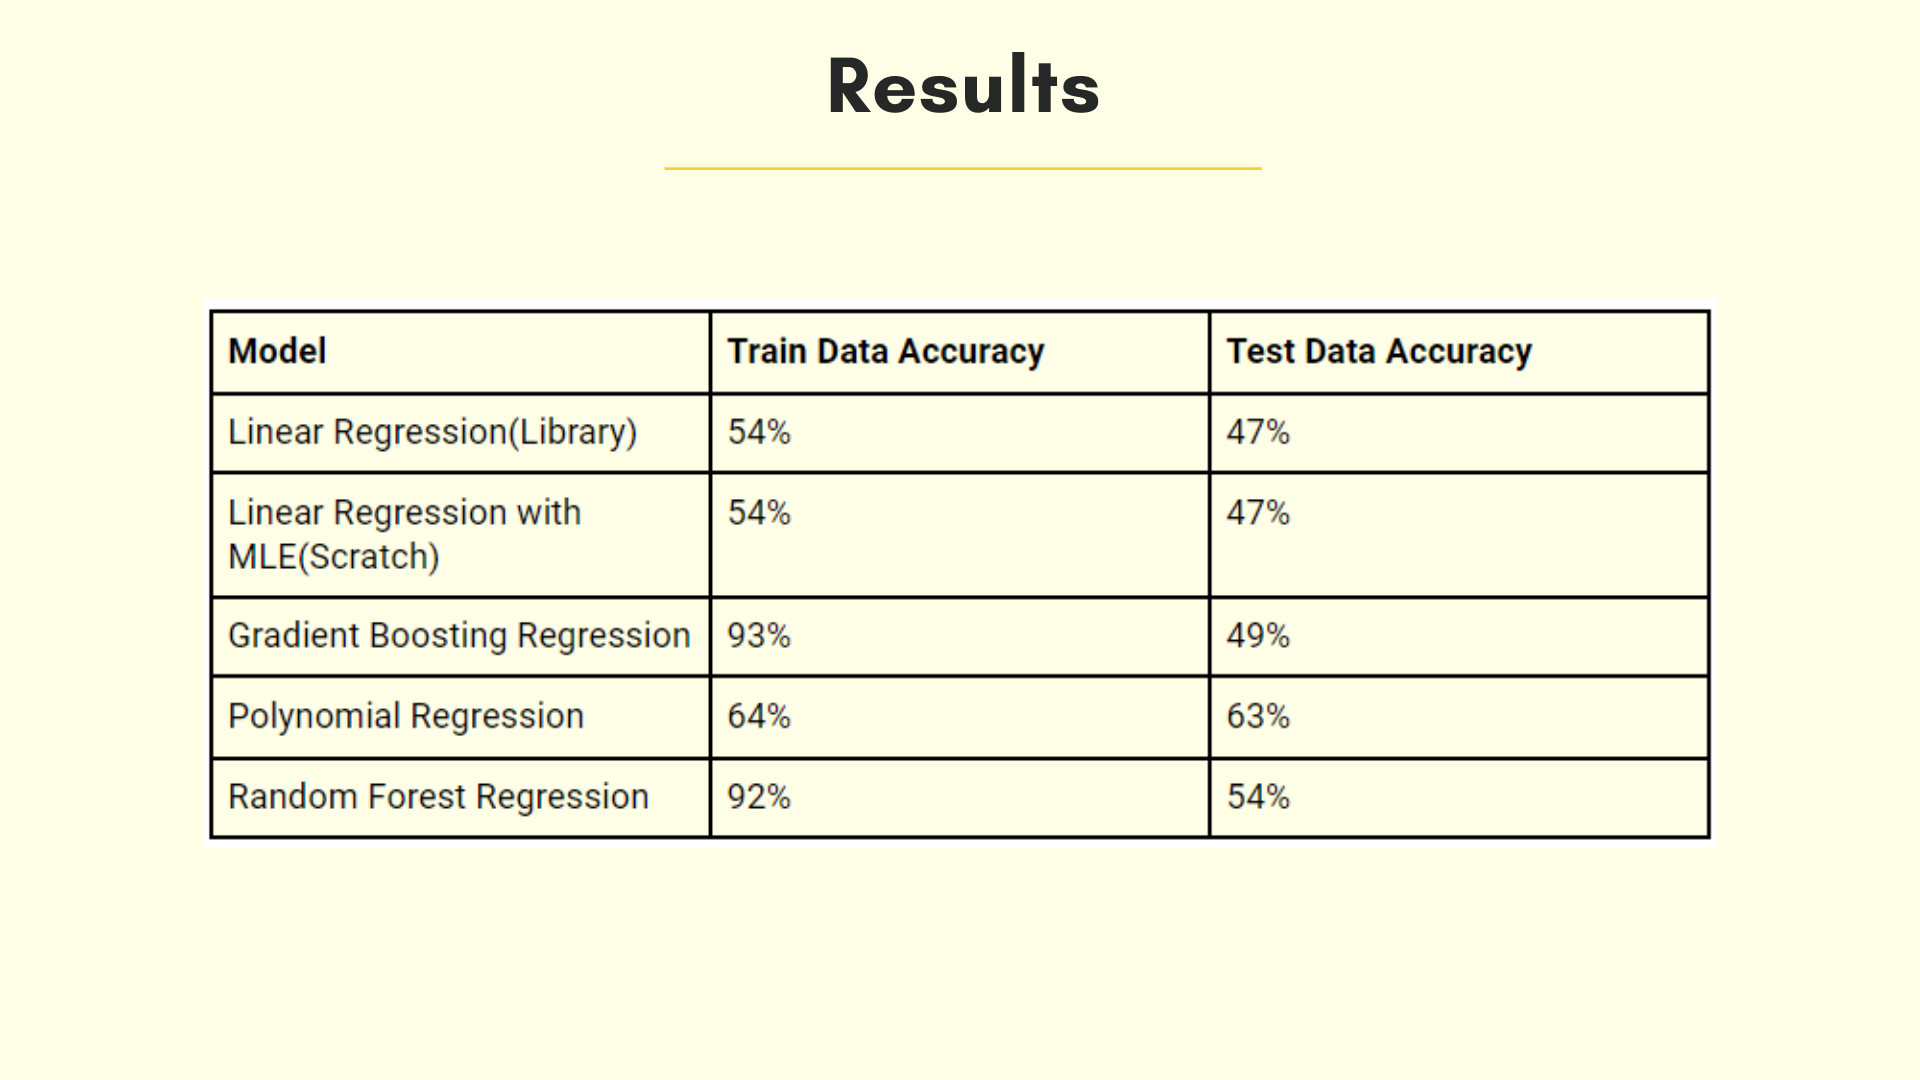 Results
Model Train Data Accuracy Test Data Accuracy
Linear Regression(Library) 54% 47%
Linear Regression with 54% 47%
MLE(Scratch)
Gradient Boosting Regression 93% 49%
Polynomial Regression 64% 63%
Random Forest Regression 92% 54%